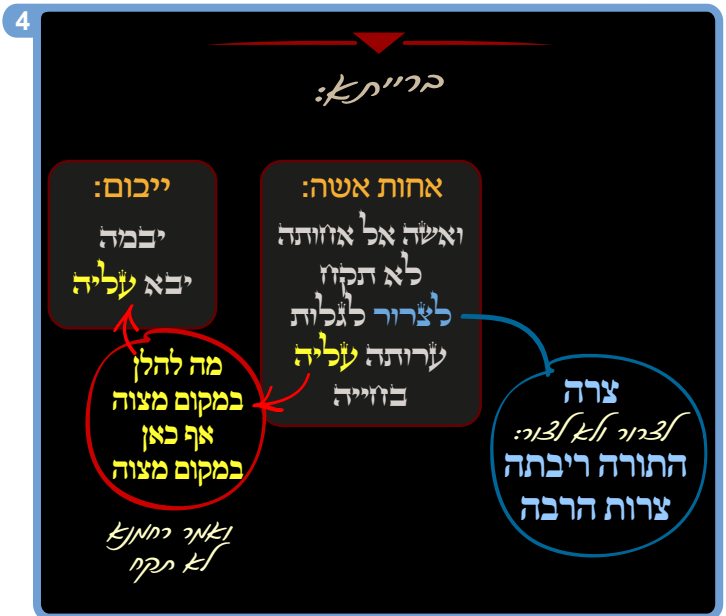 4
ברייתא:
אחות אשה:
ואשה אל אחותה
לא תקח
לצרור לגלות
ערותה עליה
בחייה
ייבום:
יבמה
יבא עליה
צרה
לצרור ולא לצור:
התורה ריבתה
צרות הרבה
מה להלן
במקום מצוה
אף כאן
במקום מצוה
ואמר רחמנא
לא תקח